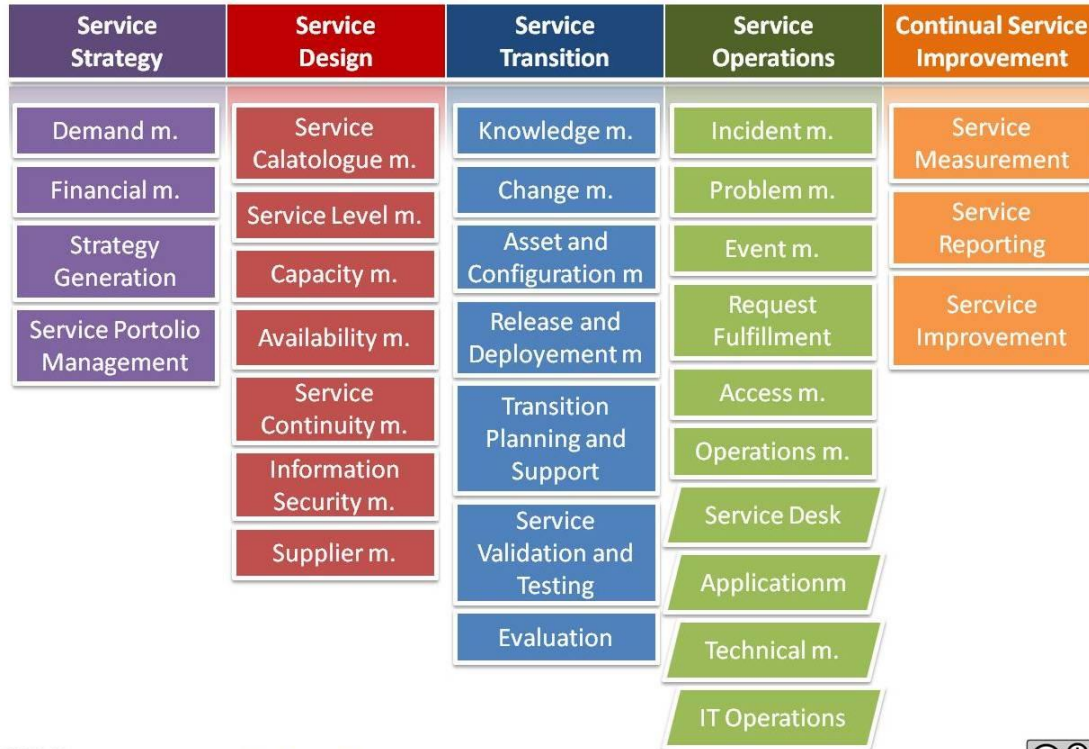 Service
Strategy
Service
Design
Service
Transition
Service
Operations
Continual Service
Improvement
Demand m.
Financial m.
Strategy
Generation
Service Portolio
Management
Service
Calatologue m.
Service Level m.
Capacity m.
Availability m.
Service
Continuity m.
Information
Security m.
Supplier m.
Knowledge m.
Change m.
Asset and
Configuration m
Release and
Deployement m
Transition
Planning and
Support
Service
Validation and
Testing
Evaluation
Incident m.
Problem m.
Event m.
Request
Fulfillment
Access m.
Operations m.
Service Desk
Applicationm
Technical m.
IT Operations
Service
Measurement
Service
Reporting
Sercvice
Improvement